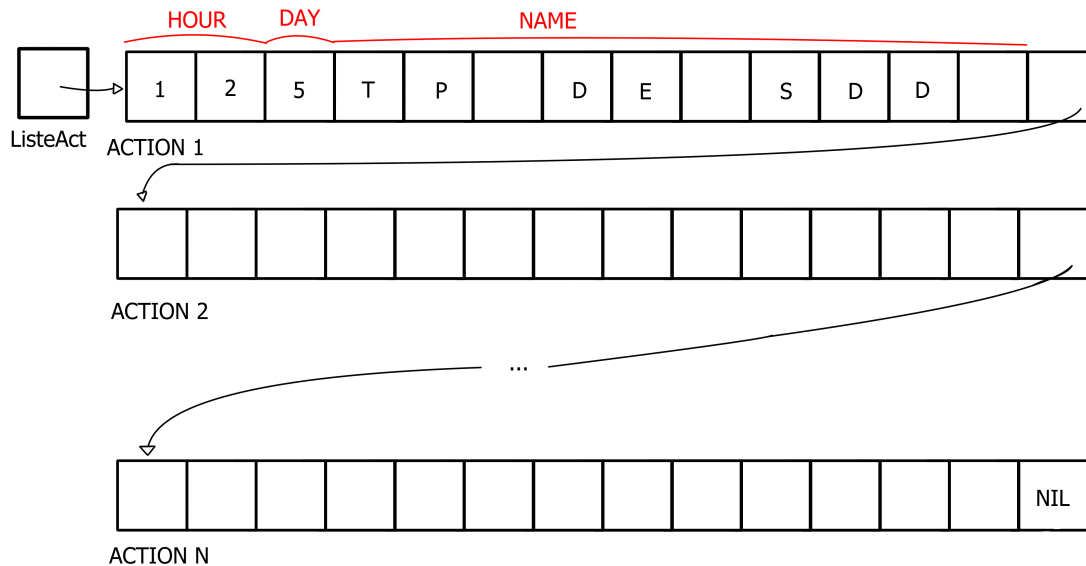 HOUR DAY NAME
1 2 5 T P D E S D D
ListeAct
ACTION 1
ACTION 2
...
NIL
ACTION N